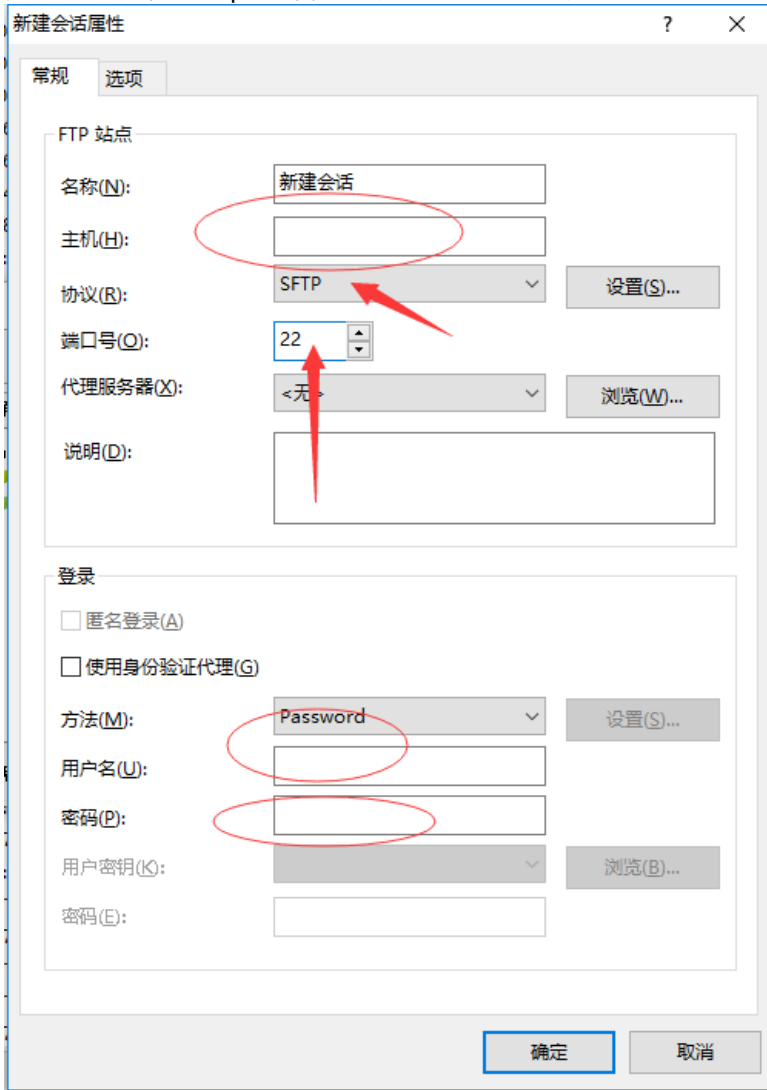 新建会话属性 ?
常规 选项
FTP 站点
名称(N): 新建会话
主机(H):
协议(R): SFTP 设置(S)...
端口号(O): 22
代理服务器(X): <无> 浏览(W)...
说明(D):
登录
匿名登录(A)
使用身份验证代理(G)
方法(M): Password 设置(S)...
用户名(U):
密码(P):
用户密钥(K): 浏览(B)...
密码(E):
确定 取消